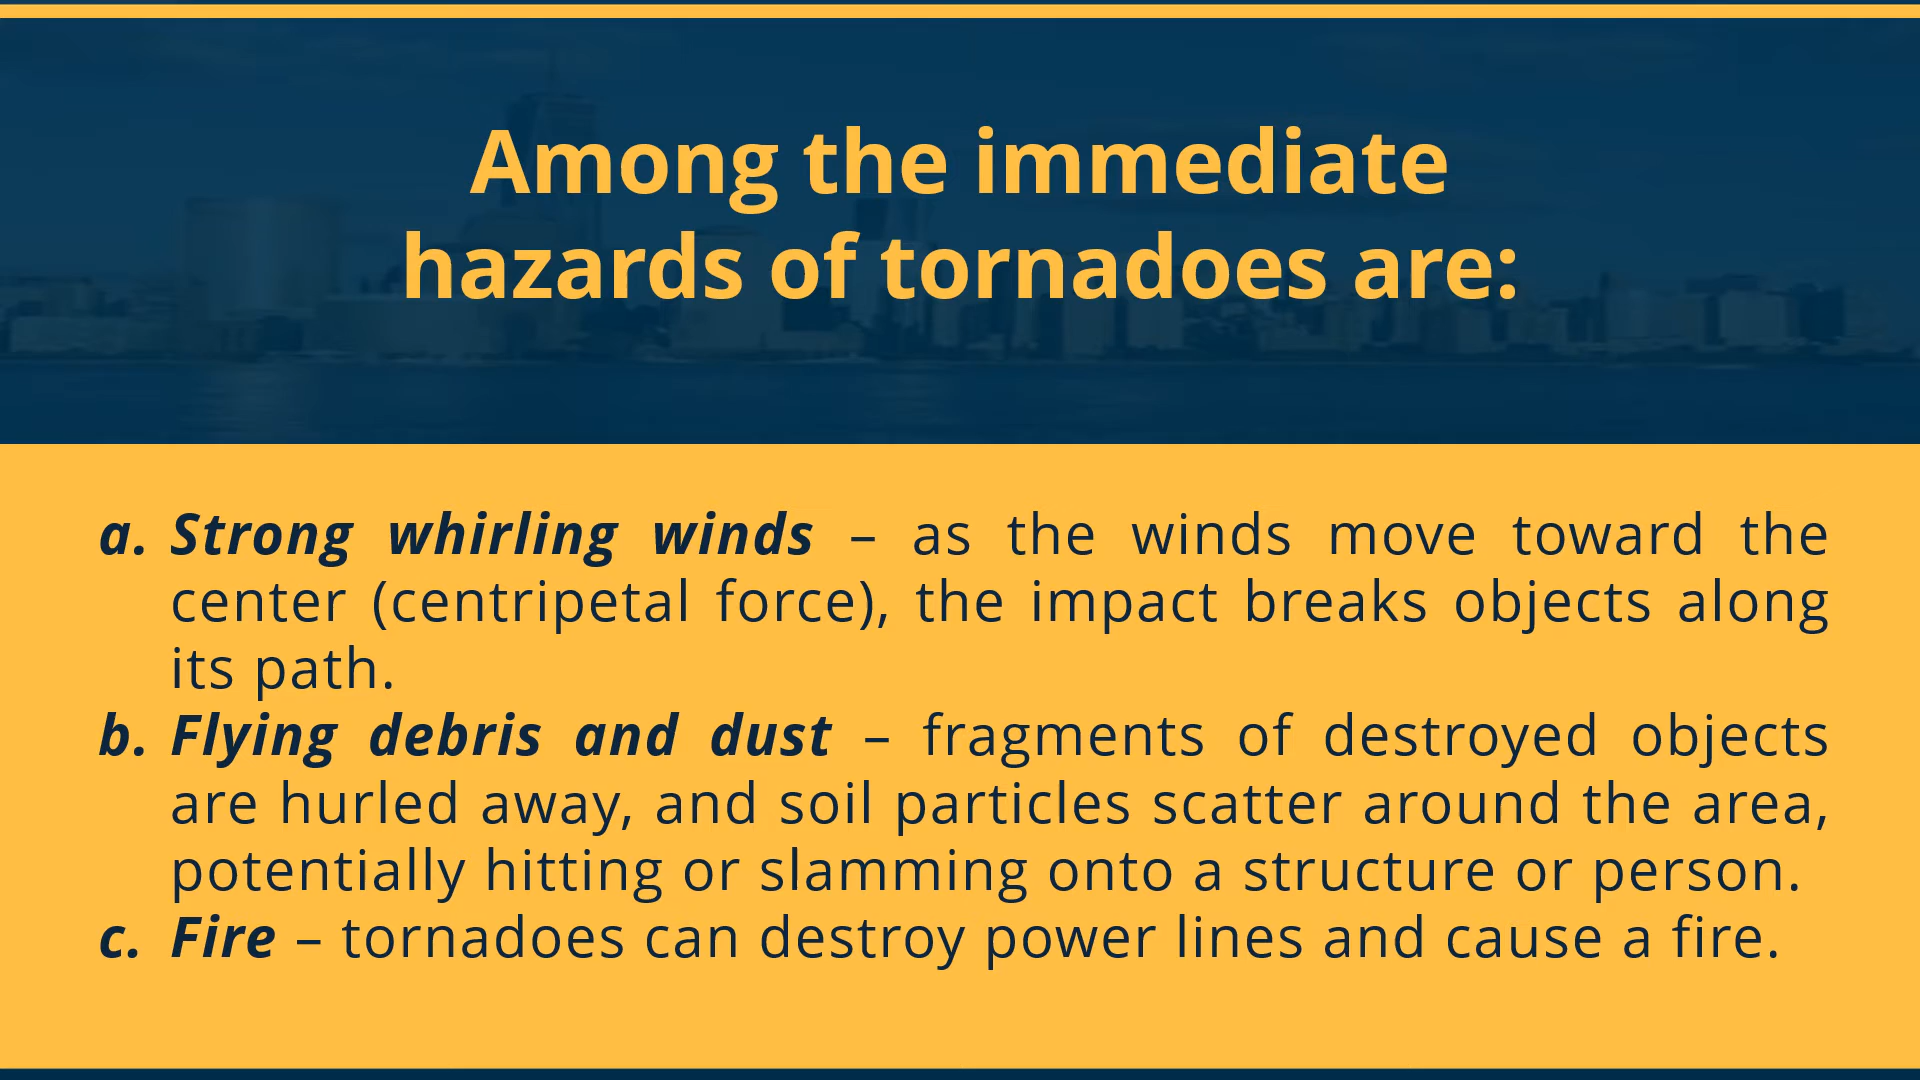 Among the immediate
hazards of tornadoes are:
a. Strong whirling winds – as the winds move toward the
center (centripetal force), the impact breaks objects along
its path.
b. Flying debris and dust – fragments of destroyed objects
are hurled away, and soil particles scatter around the area,
potentially hitting or slamming onto a structure or person.
c. Fire – tornadoes can destroy power lines and cause a fire.